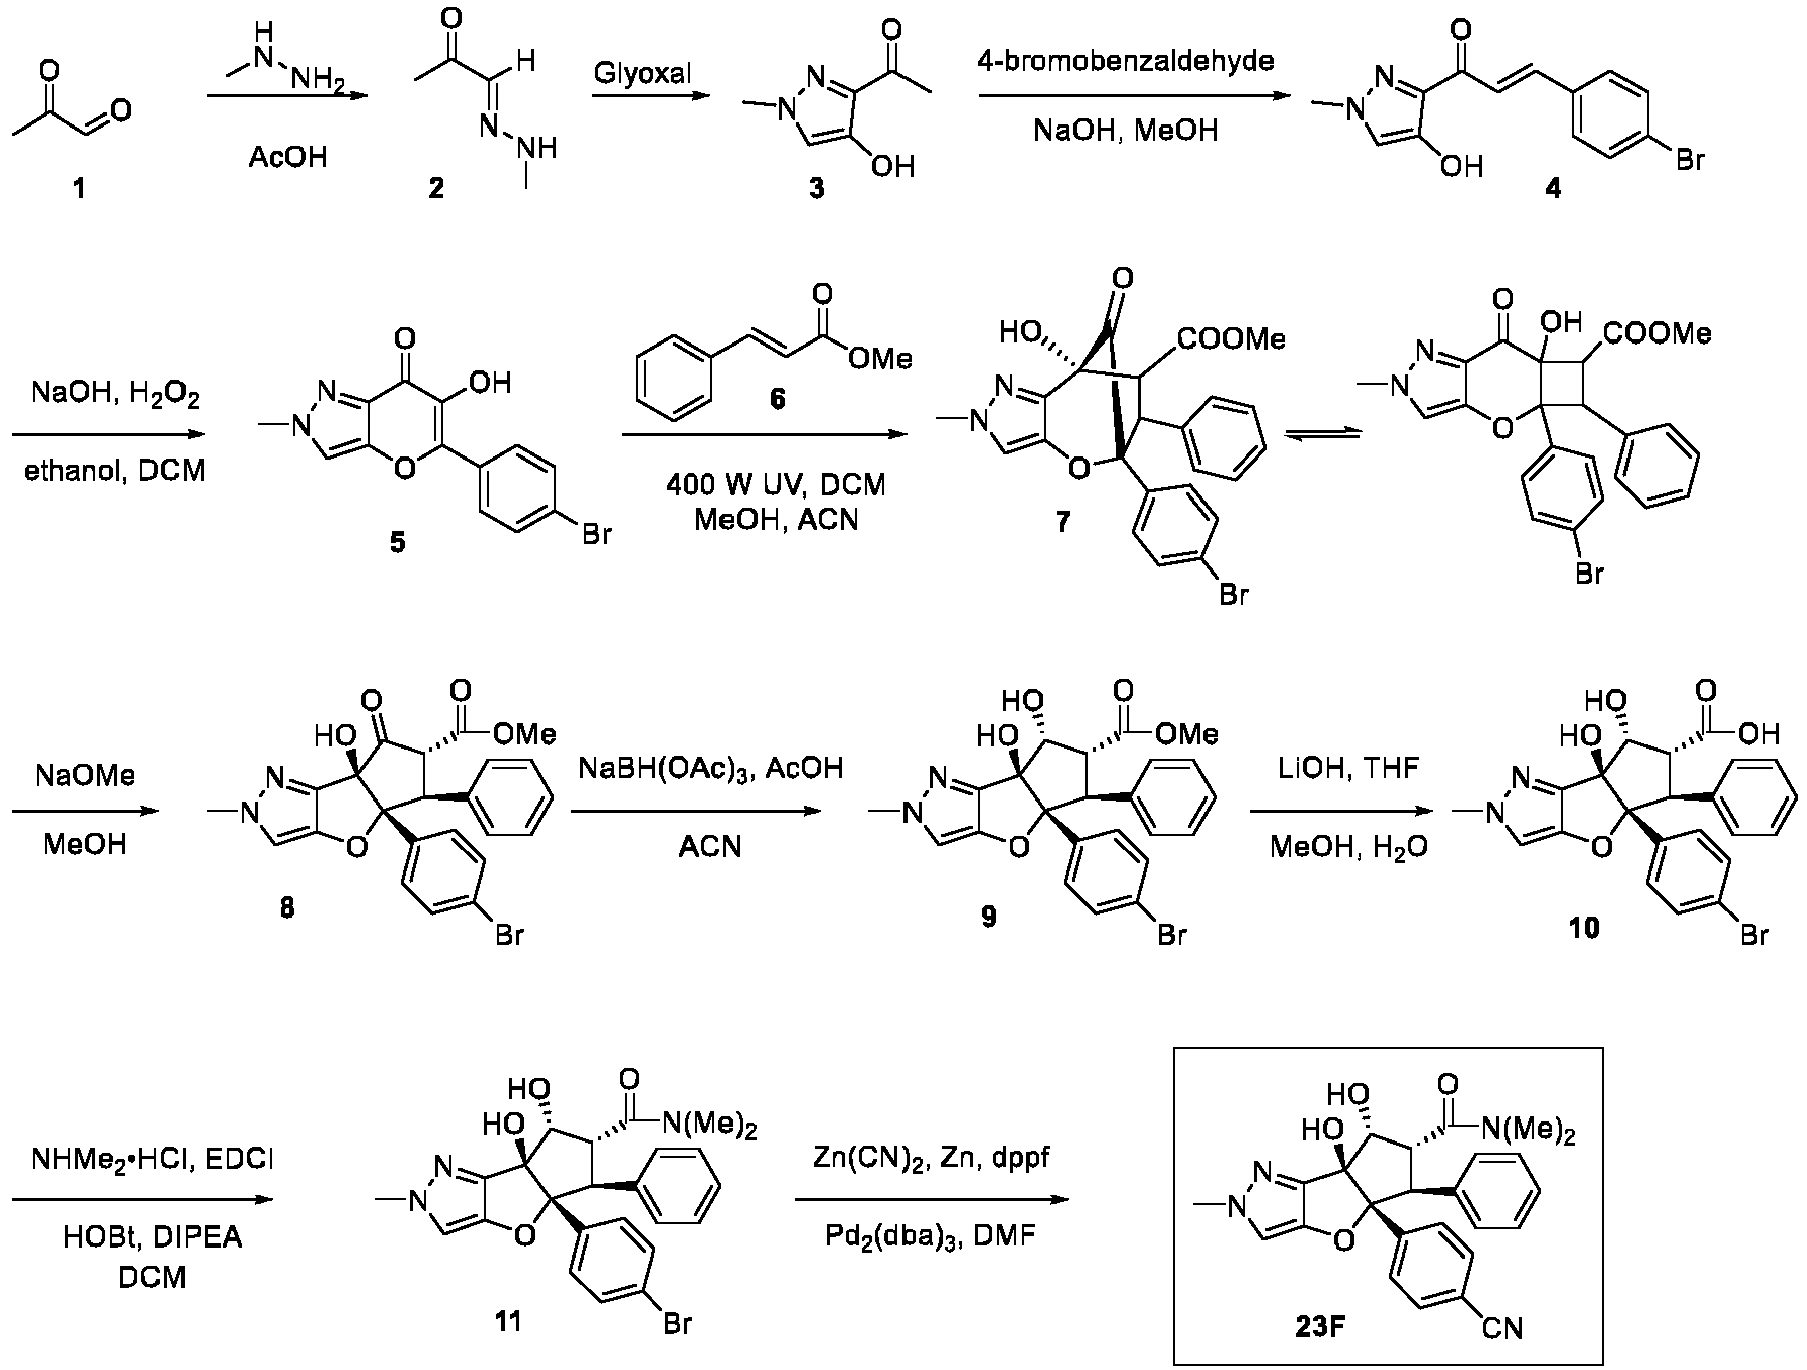 O
O
1
H
N
NH2
AcOH
O
H
N
NH
2
Glyoxal
O
N
N
OH
3
4-bromobenzaldehyde
NaOH, MeOH
O
N
N
OH
Br
4
NaOH, H2O2
ethanol, DCM
O
OH
N
N
O
Br
5
O
OMe
6
400 W UV, DCM
MeOH, ACN
O
HO
COOMe
N
N
O
Br
7
O
OH
COOMe
N
N
O
Br
NaOMe
MeOH
O
O
HO
OMe
N
N
O
Br
8
NaBH(OAc)3, AcOH
ACN
HO
O
HO
OMe
N
N
O
Br
9
LiOH, THF
MeOH, H2O
HO
O
HO
OH
N
N
O
Br
10
NHMe2•HCl, EDCI
HOBt, DIPEA
DCM
HO
O
HO
N(Me)2
N
N
O
Br
11
Zn(CN)2, Zn, dppf
Pd2(dba)3, DMF
HO
O
HO
N(Me)2
N
N
O
CN
23F